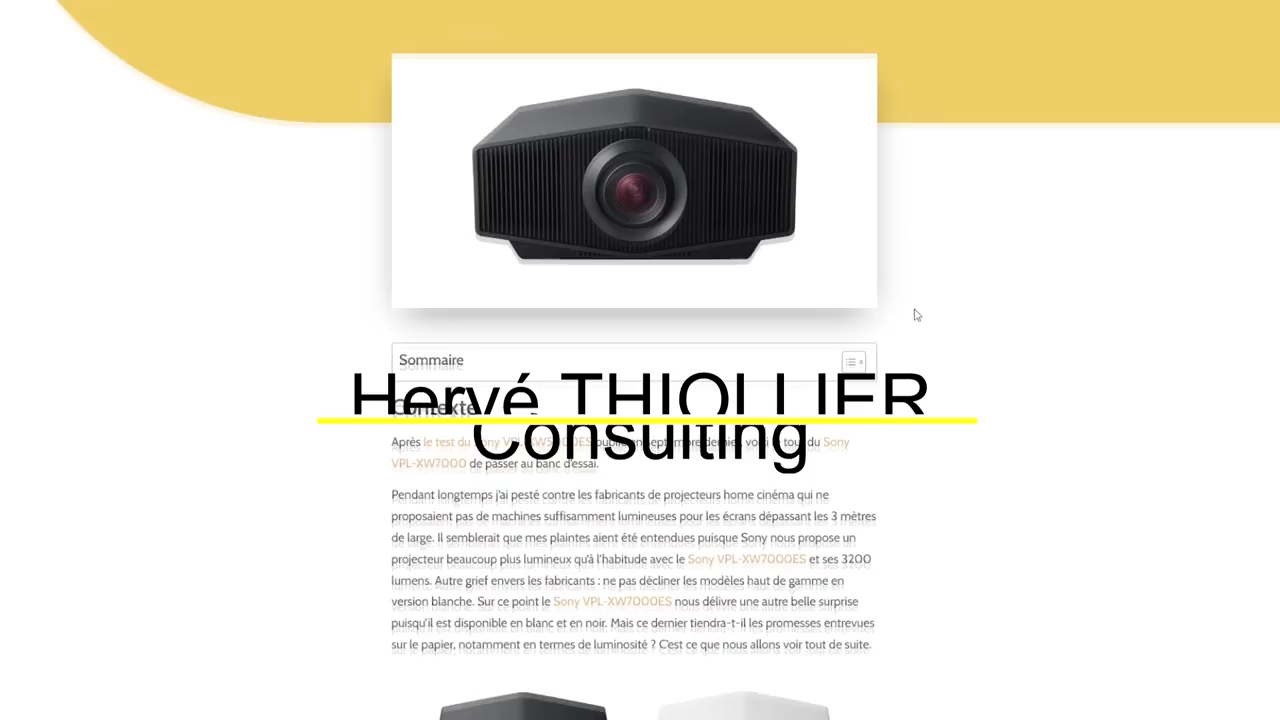 Sommaire
Hervé THIOLLIER
Contexte
Consulting
Après le test du Sony VPL-XW5000ES publié en septembre dernier, voici le tour du Sony
VPL-XW7000 de passer au banc d'essai.
Pendant longtemps j'ai pesté contre les fabricants de projecteurs home cinéma qui ne
proposaient pas de machines suffisamment lumineuses pour les écrans dépassant les 3 mètres
de large. Il semblerait que mes plaintes aient été entendues puisque Sony nous propose un
projecteur beaucoup plus lumineux qu'à l'habitude avec le Sony VPL-XW7000ES et ses 3200
lumens. Autre grief envers les fabricants : ne pas décliner les modèles haut de gamme en
version blanche. Sur ce point le Sony VPL-XW7000ES nous délivre une autre belle surprise
puisqu'il est disponible en blanc et en noir. Mais ce dernier tiendra-t-il les promesses entrevues
sur le papier, notamment en termes de luminosité ? C'est ce que nous allons voir tout de suite.